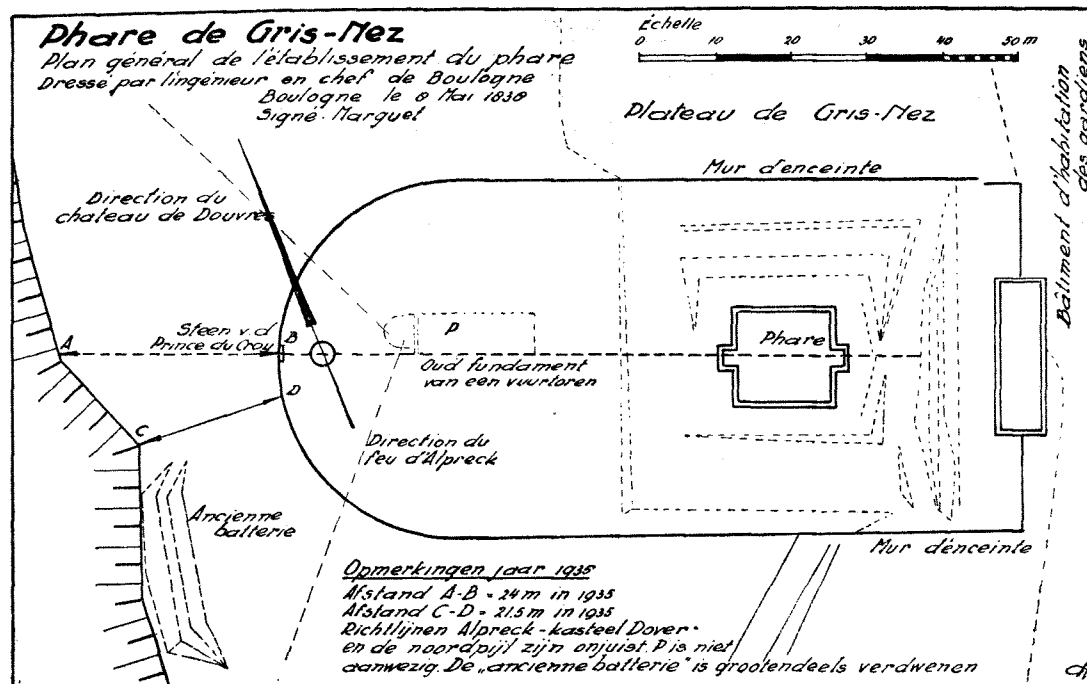 Phare de Gris-Nez
Plan général de l'établissement du phare
Dressé par l'ingénieur en chef de Boulogne
Boulogne le 8 Mai 1838
Signé-Marguet
Échelle
0 10 20 30 40 50 m
Plateau de Gris-Nez
Bâtiment d'habitation
des gardiens
Mur d'enceinte
Direction du
chateau de Douvres
Steen v.d
Prince du Croy
A
B
P
Phare
Oud fundament
van een vuurtoren
D
C
Direction du
feu d'Alpreck
Ancienne
batterie
Mur d'énceinte
Opmerkingen jaar 1935
Afstand A-B = 24 m in 1935
Afstand C-D = 21.5 m in 1935
Richtlijnen Alpreck - kasteel Dover
en de noordpijl zijn onjuist. P is niet
aanwezig. De „ancienne batterie" is grootendeels verdwenen